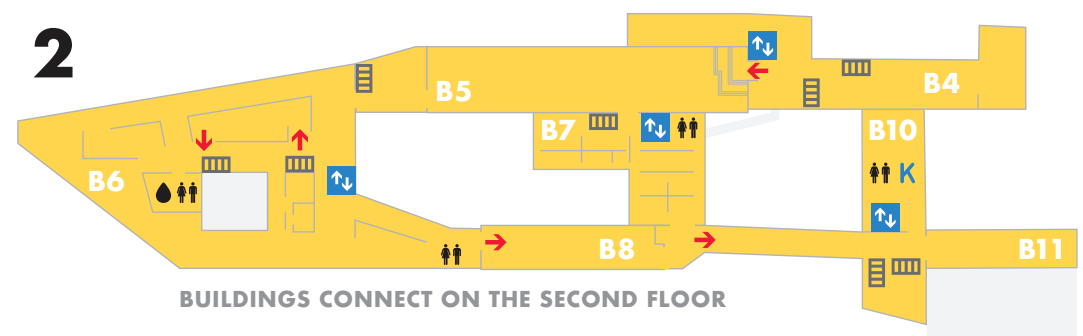 2
B5
B4
B7
B10
B6
K
B8
B11
BUILDINGS CONNECT ON THE SECOND FLOOR